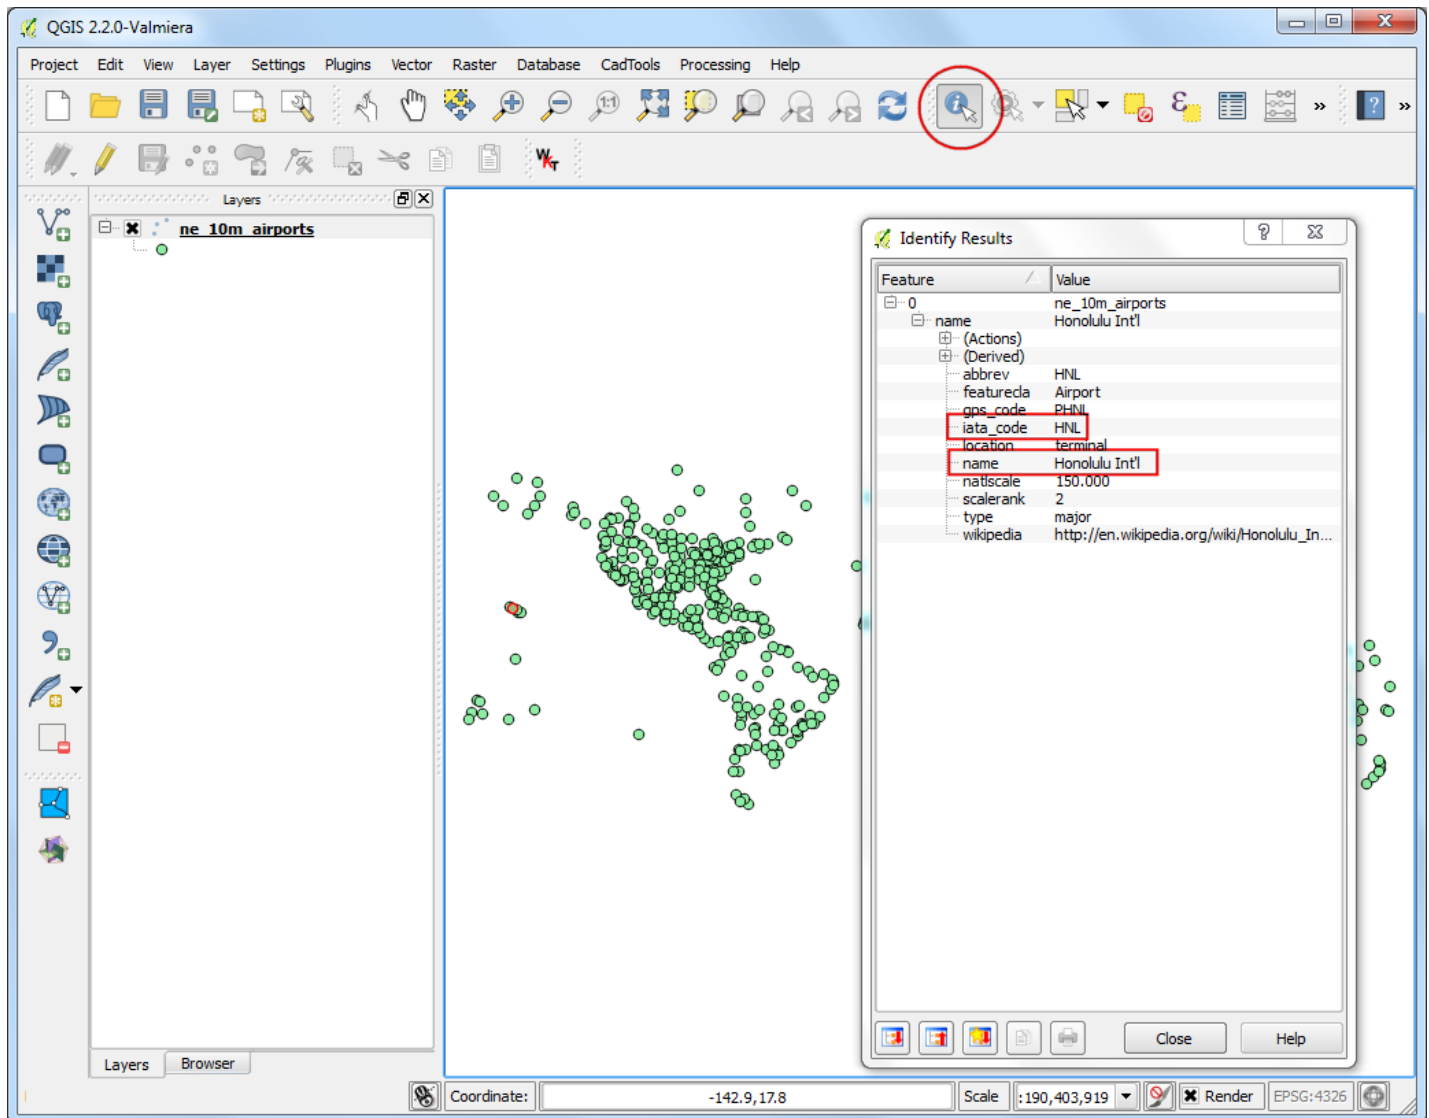 QGIS 2.2.0-Valmiera
Project Edit View Layer Settings Plugins Vector Raster Database CadTools Processing Help
1:1
» ? »
WKT
Layers
ne_10m_airports
Identify Results
Feature Value
0 ne_10m_airports
name Honolulu Int'l
(Actions)
(Derived)
abbrev HNL
featurecla Airport
gps_code PHNL
iata_code HNL
location terminal
name Honolulu Int'l
natlscale 150.000
scalerank 2
type major
wikipedia http://en.wikipedia.org/wiki/Honolulu_In...
Close Help
Layers Browser
Coordinate: -142.9,17.8 Scale :190,403,919 Render EPSG:4326